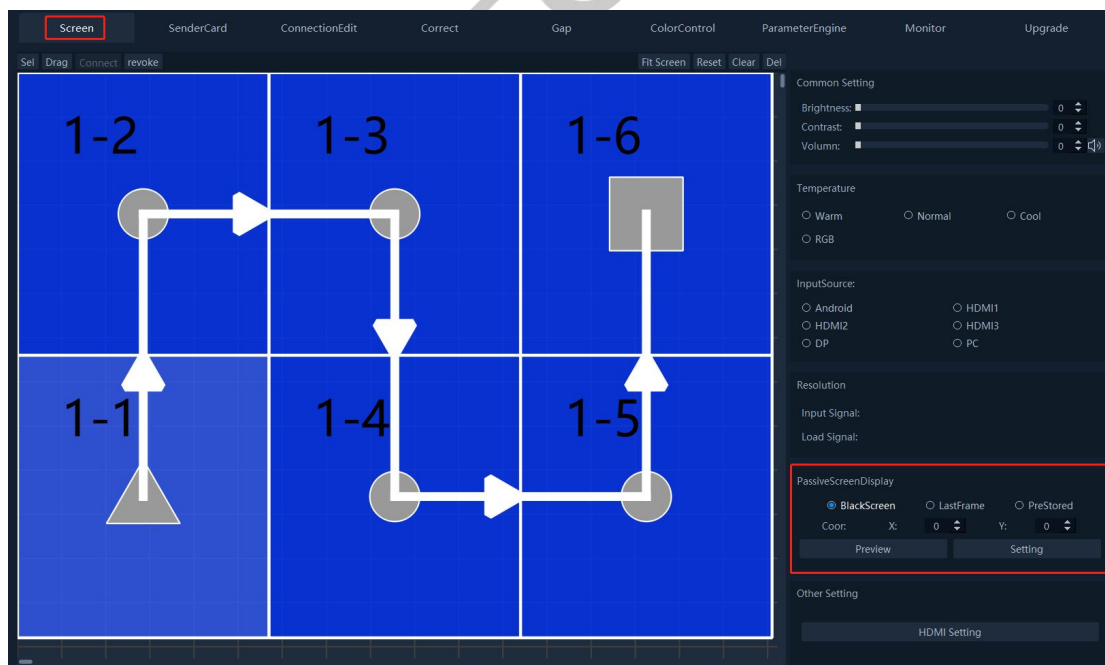 Screen SenderCard ConnectionEdit Correct Gap ColorControl ParameterEngine Monitor Upgrade
Sel Drag Connect revoke Fit Screen Reset Clear Del
1-2 1-3 1-6
1-1 1-4 1-5
Common Setting
Brightness: 0
Contrast: 0
Volumn: 0
Temperature
Warm Normal Cool
RGB
InputSource:
Android HDMI1
HDMI2 HDMI3
DP PC
Resolution
Input Signal:
Load Signal:
PassiveScreenDisplay
BlackScreen LastFrame PreStored
Coor: X: 0 Y: 0
Preview Setting
Other Setting
HDMI Setting